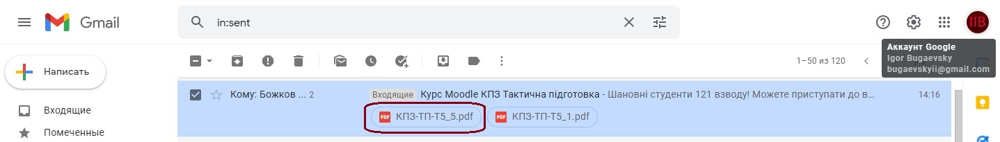 Gmail
in:sent
IIB
Аккаунт Google
Igor Bugaevsky
bugaevskyii@gmail.com
Написать
1–50 из 120
Кому: Божков ... 2 Входящие Курс Moodle КПЗ Тактична підготовка - Шановні студенти 121 взводу! Можете приступати до в... 14:16
Входящие
PDF КПЗ-ТП-Т5_5.pdf PDF КПЗ-ТП-Т5_1.pdf
Помеченные